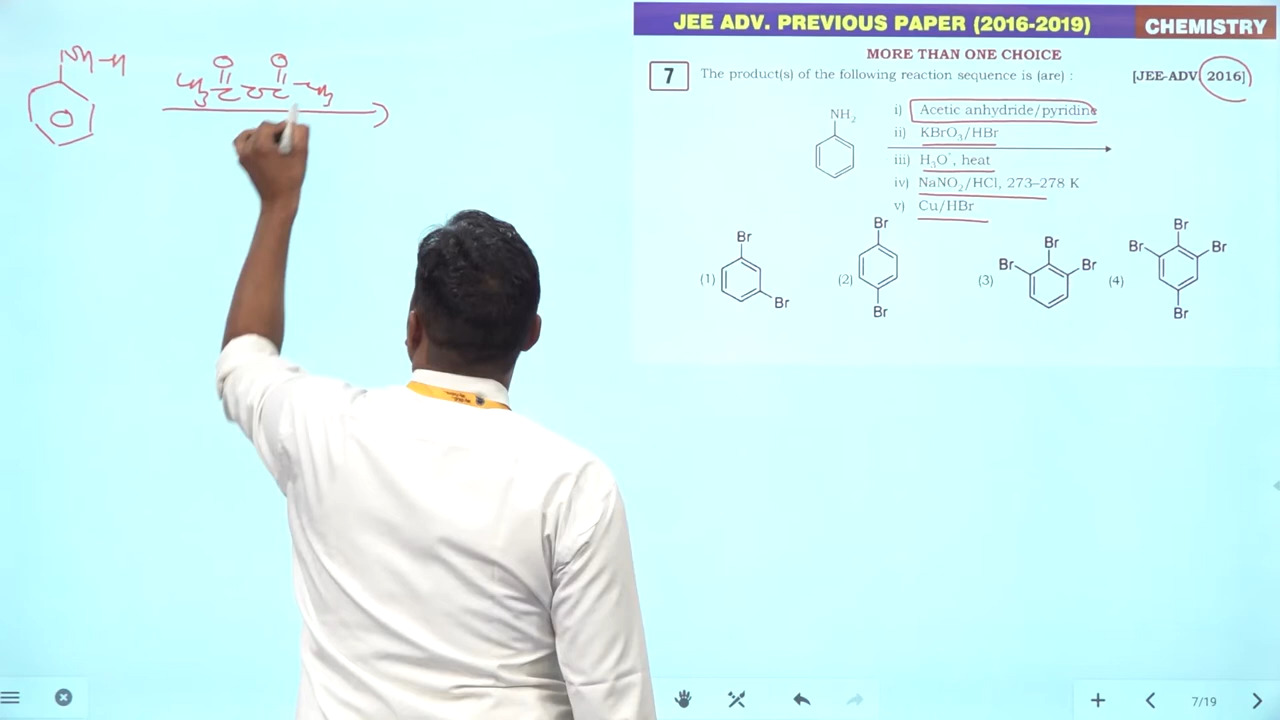 JEE ADV. PREVIOUS PAPER (2016-2019) CHEMISTRY
MORE THAN ONE CHOICE
7 The product(s) of the following reaction sequence is (are) : [JEE-ADV 2016]
NH₂
i) Acetic anhydride/pyridine
ii) KBrO₃/HBr
iii) H₃O⁺, heat
iv) NaNO₂/HCl, 273–278 K
v) Cu/HBr
(1) Br Br
(2) Br Br
(3) Br Br Br
(4) Br Br Br Br
NH-H
O O
CH₃ C O C CH₃
7/19